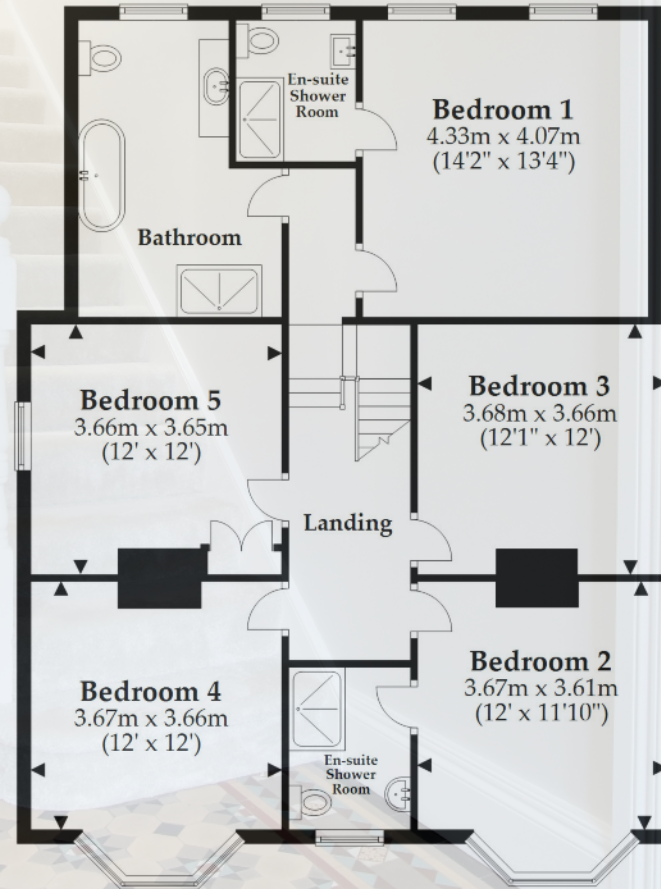 En-suite
Shower
Room
Bedroom 1
4.33m x 4.07m
(14'2" x 13'4")
Bathroom
Bedroom 5
3.66m x 3.65m
(12' x 12')
Bedroom 3
3.68m x 3.66m
(12'1" x 12')
Landing
Bedroom 4
3.67m x 3.66m
(12' x 12')
Bedroom 2
3.67m x 3.61m
(12' x 11'10")
En-suite
Shower
Room